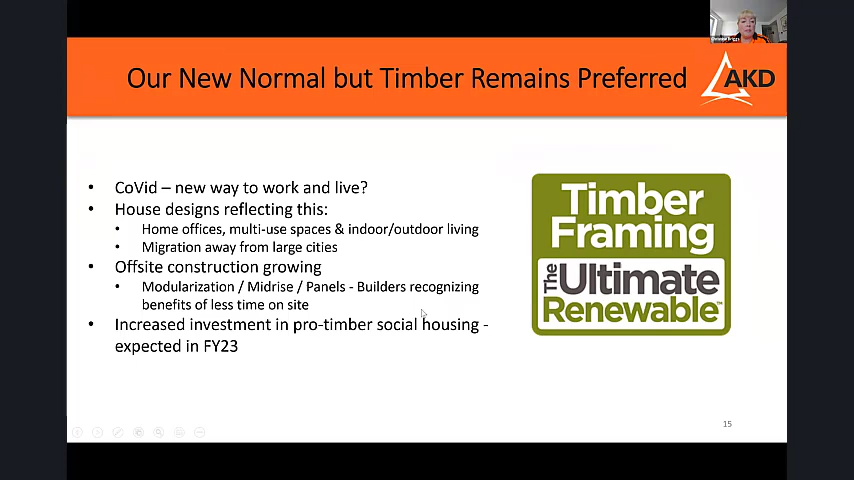 Christine Briggs
Our New Normal but Timber Remains Preferred
AKD
• CoVid – new way to work and live?
• House designs reflecting this:
• Home offices, multi-use spaces & indoor/outdoor living
• Migration away from large cities
• Offsite construction growing
• Modularization / Midrise / Panels - Builders recognizing
benefits of less time on site
• Increased investment in pro-timber social housing -
expected in FY23
Timber
Framing
The Ultimate
Renewable™
15